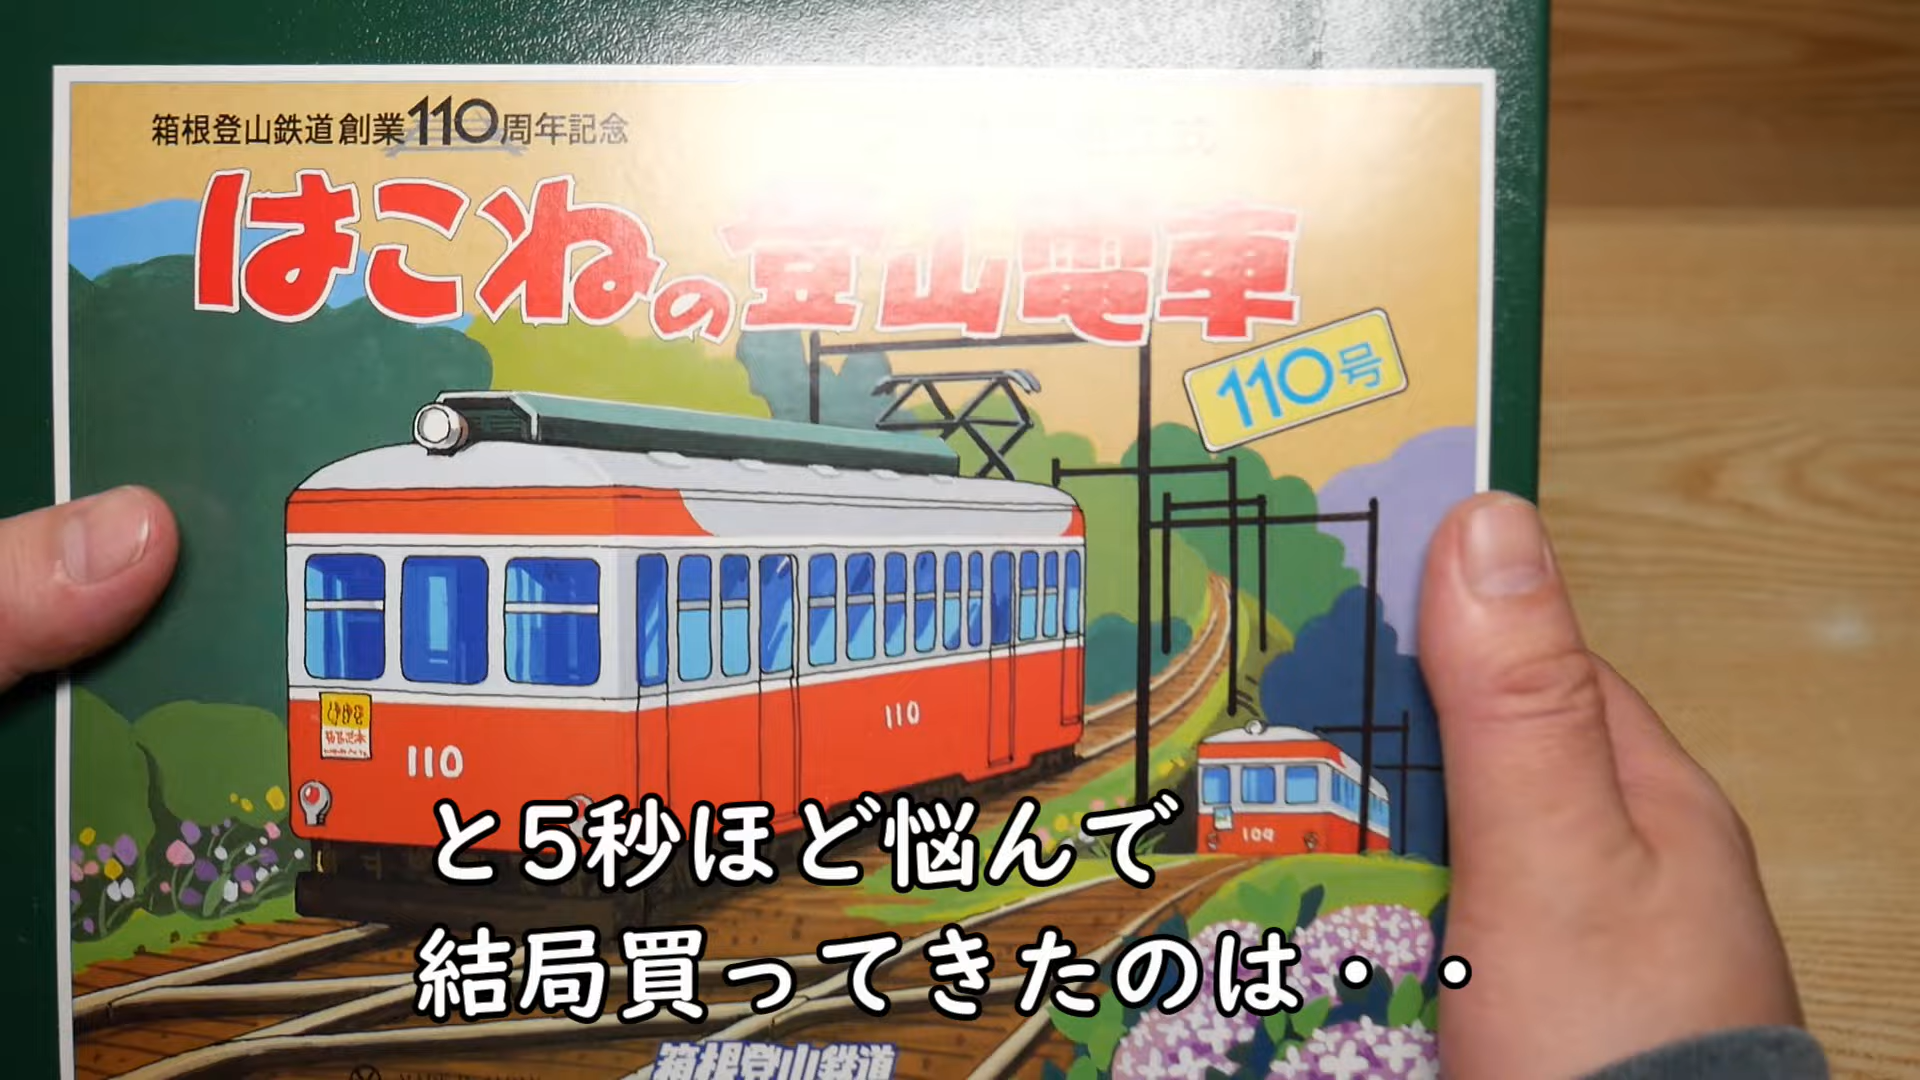 箱根登山鉄道創業110周年記念
はこねの登山電車
110号
110
110
109
と5秒ほど悩んで
結局買ってきたのは・・
箱根登山鉄道